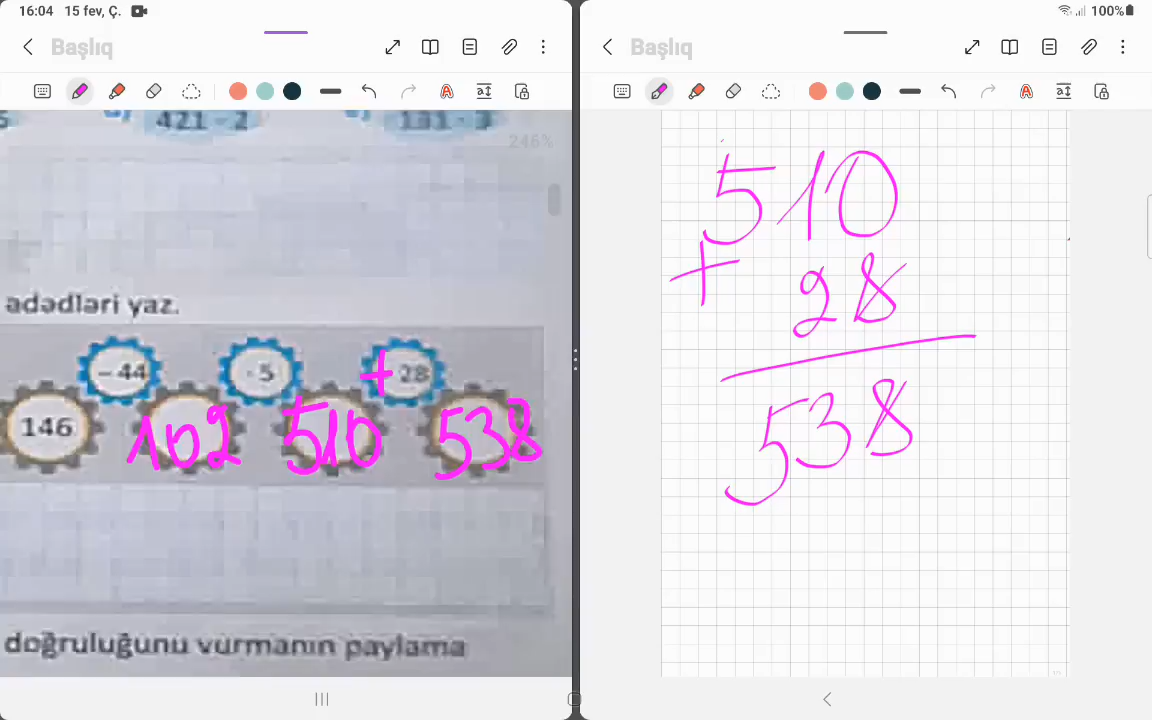 16:04 15 fev, Ç. 100%
Başlıq
Başlıq
421 · 2 131 · 3
246%
ədədləri yaz.
– 44 · 5 + 28
146 102 510 538
doğruluğunu vurmanın paylama
510
+ 28
538